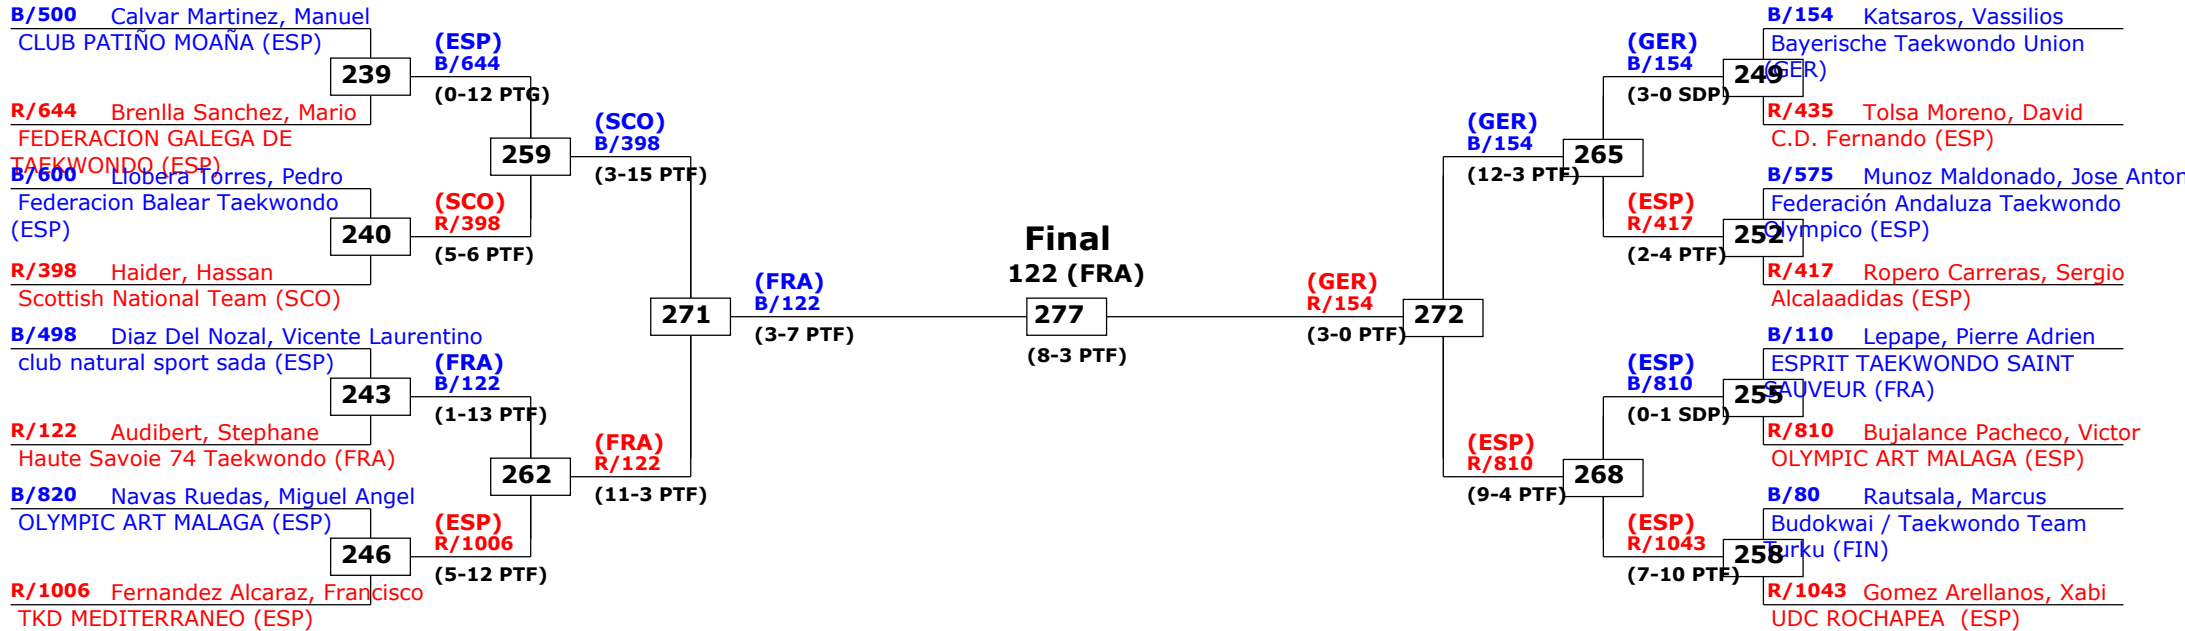 B/500 Calvar Martinez, Manuel
CLUB PATIÑO MOAÑA (ESP)
239
R/644 Brenlla Sanchez, Mario
FEDERACION GALEGA DE
TAEKWONDO (ESP)
(ESP)
B/644
(0-12 PTG)
B/600 Llobera Torres, Pedro
Federacion Balear Taekwondo
(ESP)
240
R/398 Haider, Hassan
Scottish National Team (SCO)
(SCO)
R/398
(5-6 PTF)
259
(SCO)
B/398
(3-15 PTF)
B/498 Diaz Del Nozal, Vicente Laurentino
club natural sport sada (ESP)
243
R/122 Audibert, Stephane
Haute Savoie 74 Taekwondo (FRA)
(FRA)
B/122
(1-13 PTF)
B/820 Navas Ruedas, Miguel Angel
OLYMPIC ART MALAGA (ESP)
246
R/1006 Fernandez Alcaraz, Francisco
TKD MEDITERRANEO (ESP)
(ESP)
R/1006
(5-12 PTF)
262
(FRA)
R/122
(11-3 PTF)
271
(FRA)
B/122
(3-7 PTF)
Final
122 (FRA)
277
(8-3 PTF)
(GER)
R/154
(3-0 PTF)
272
(GER)
B/154
(12-3 PTF)
265
(GER)
B/154
(3-0 SDP)
249
B/154 Katsaros, Vassilios
Bayerische Taekwondo Union
(GER)
R/435 Tolsa Moreno, David
C.D. Fernando (ESP)
(ESP)
R/417
(2-4 PTF)
252
B/575 Munoz Maldonado, Jose Anton
Federación Andaluza Taekwondo
Olympico (ESP)
R/417 Ropero Carreras, Sergio
Alcalaadidas (ESP)
(ESP)
R/810
(9-4 PTF)
268
(ESP)
B/810
(0-1 SDP)
255
B/110 Lepape, Pierre Adrien
ESPRIT TAEKWONDO SAINT
SAUVEUR (FRA)
R/810 Bujalance Pacheco, Victor
OLYMPIC ART MALAGA (ESP)
(ESP)
R/1043
(7-10 PTF)
258
B/80 Rautsala, Marcus
Budokwai / Taekwondo Team
Turku (FIN)
R/1043 Gomez Arellanos, Xabi
UDC ROCHAPEA (ESP)